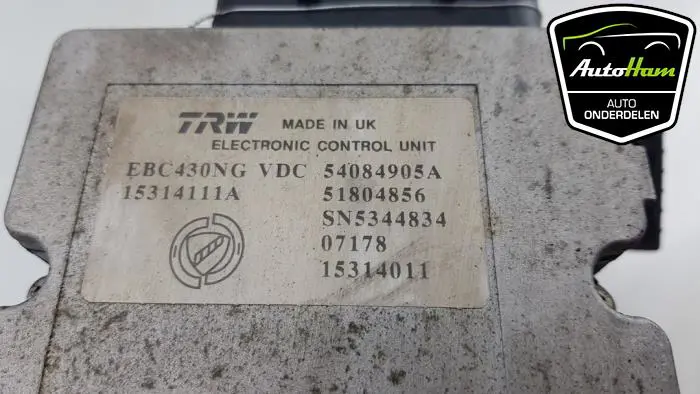 TRW MADE IN UK
ELECTRONIC CONTROL UNIT
EBC430NG VDC 54084905A
15314111A 51804856
SN5344834
07178
15314011
AutoHam
AUTO
ONDERDELEN